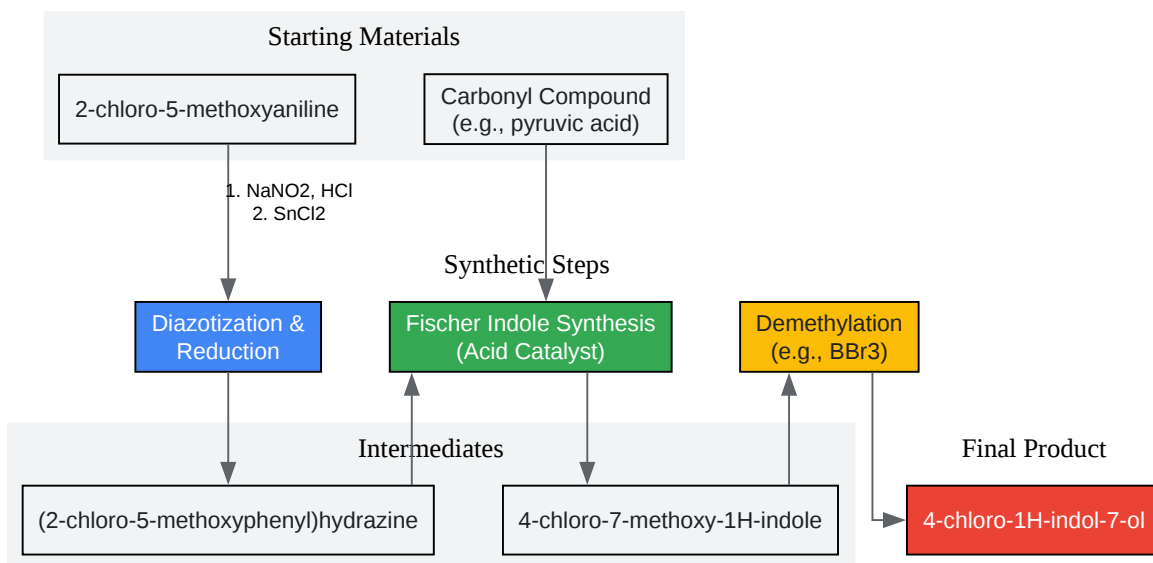 Starting Materials
2-chloro-5-methoxyaniline
Carbonyl Compound
(e.g., pyruvic acid)
1. NaNO2, HCl
2. SnCl2
Synthetic Steps
Diazotization &
Reduction
Fischer Indole Synthesis
(Acid Catalyst)
Demethylation
(e.g., BBr3)
Intermediates
Final Product
(2-chloro-5-methoxyphenyl)hydrazine
4-chloro-7-methoxy-1H-indole
4-chloro-1H-indol-7-ol